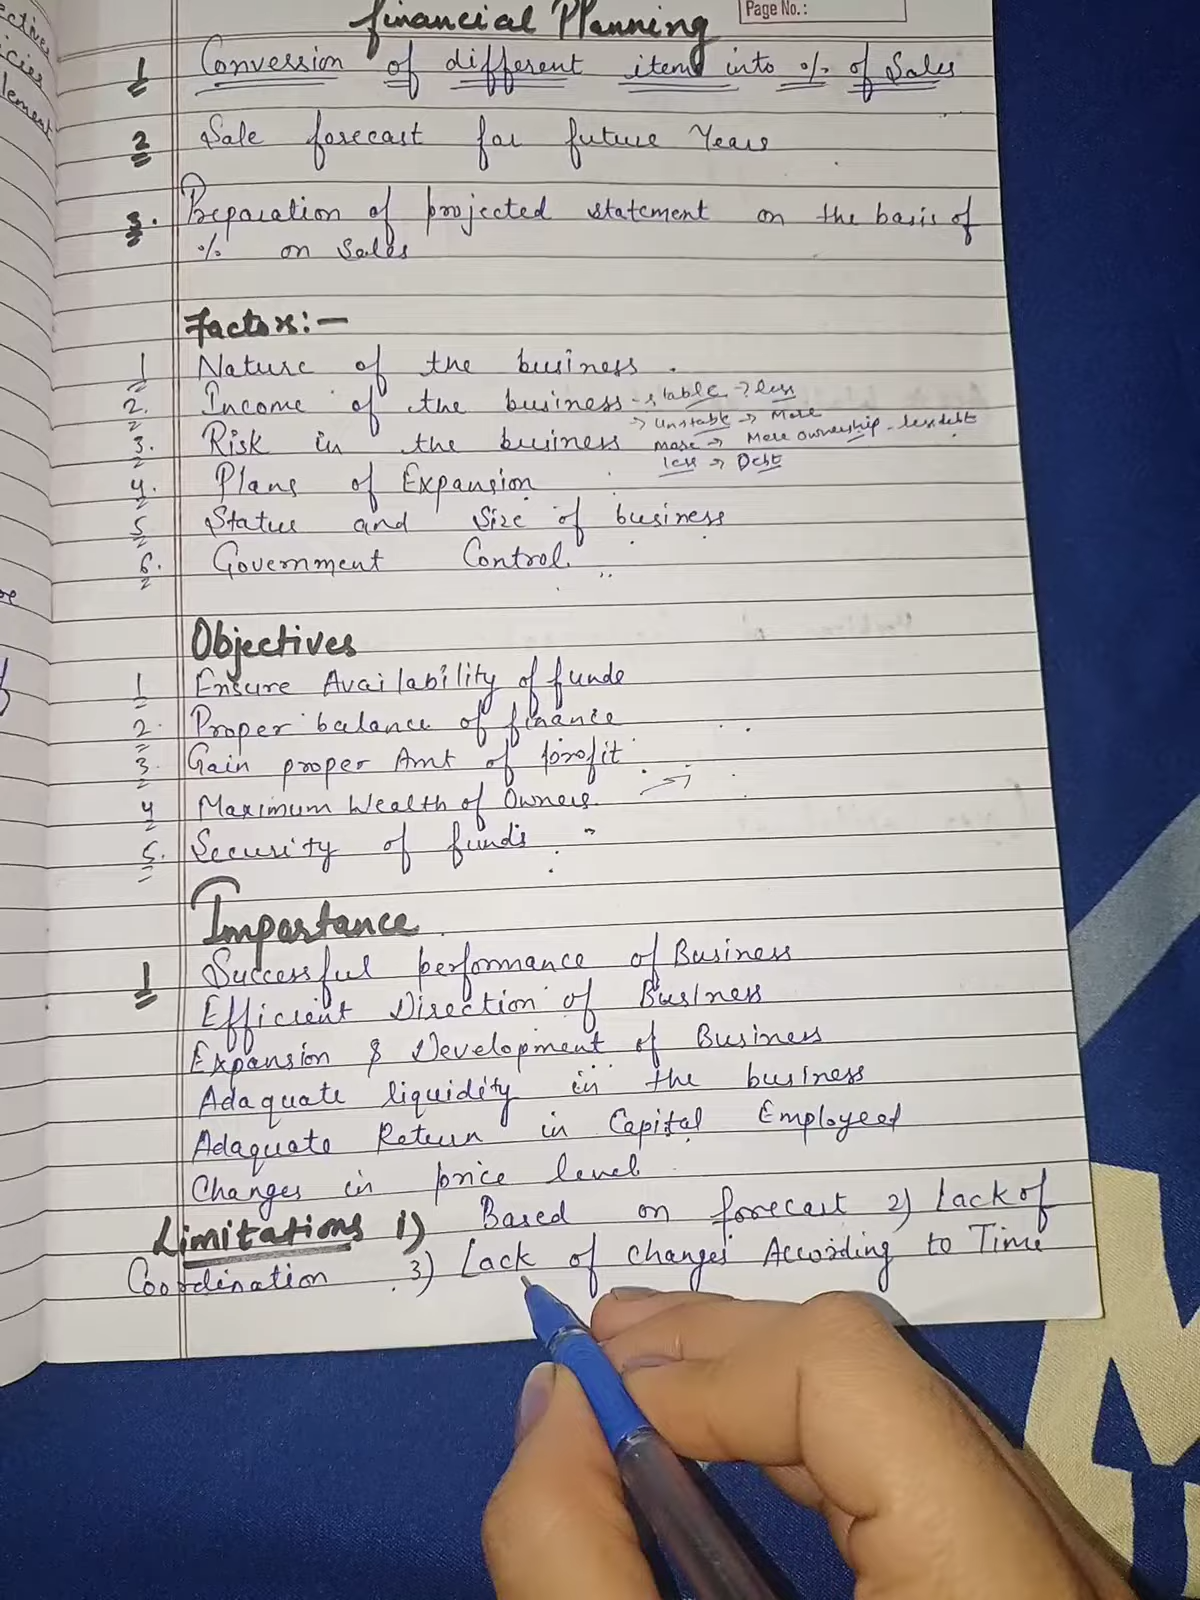 Page No.:
Financial Planning
1 Convession of different items into % of Sales
2 Sale forecast for future Years
3. Preparation of projected statement on the basis of
% on Sales
Factors:-
1 Nature of the business.
2. Income of the business - stable → less
→ Unstable → More
3. Risk in the business more → More ownership - less debt
less → Debt
4. Plans of Expansion
5 Status and Size of business
6. Government Control.
Objectives
1 Ensure Availability of funds
2. Proper balance of finance
3. Gain proper Amt of profit
4 Maximum Wealth of Owners
5. Security of funds
Importance
1 Successful performance of Business
Efficient Direction of Business
Expansion & Development of Business
Adaquate liquidity in the business
Adaquate Return in Capital Employeed
Changes in price level
Limitations 1) Based on forecast 2) Lack of
Coordination 3) Lack of changes According to Time